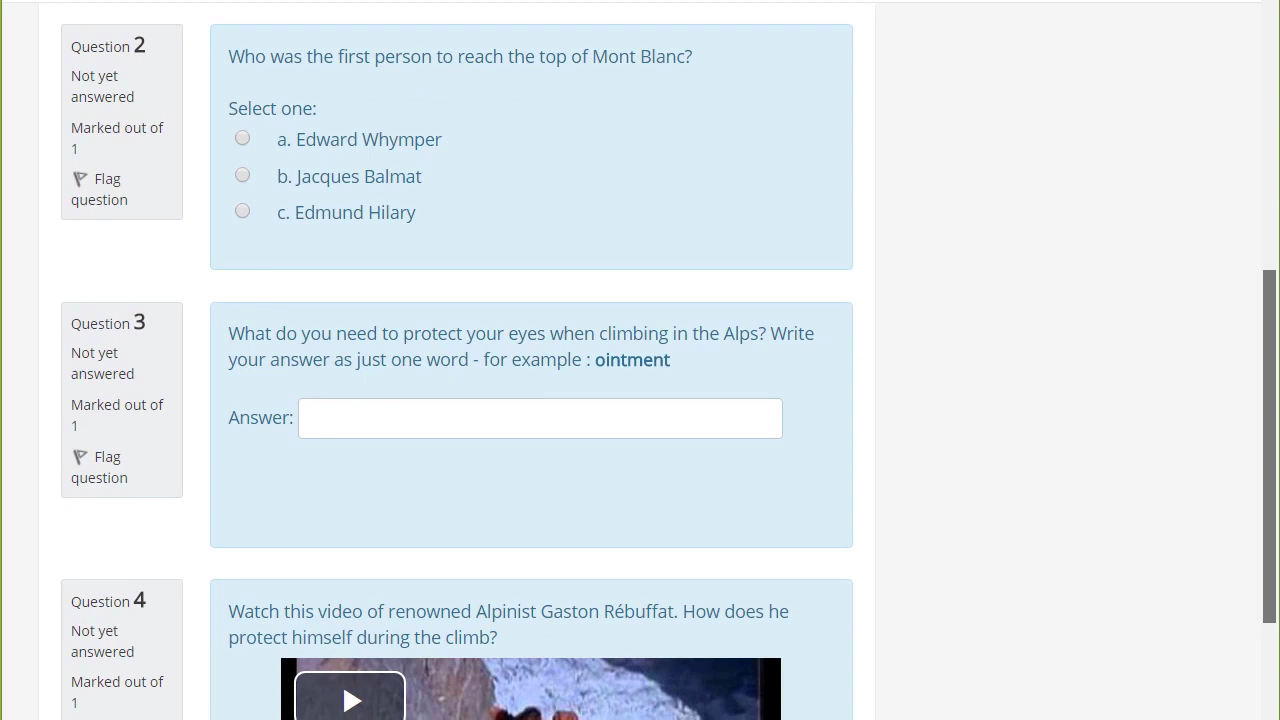 Question 2
Not yet
answered
Marked out of
1
Flag
question
Who was the first person to reach the top of Mont Blanc?
Select one:
a. Edward Whymper
b. Jacques Balmat
c. Edmund Hilary
Question 3
Not yet
answered
Marked out of
1
Flag
question
What do you need to protect your eyes when climbing in the Alps? Write
your answer as just one word - for example : ointment
Answer:
Question 4
Not yet
answered
Marked out of
1
Watch this video of renowned Alpinist Gaston Rébuffat. How does he
protect himself during the climb?